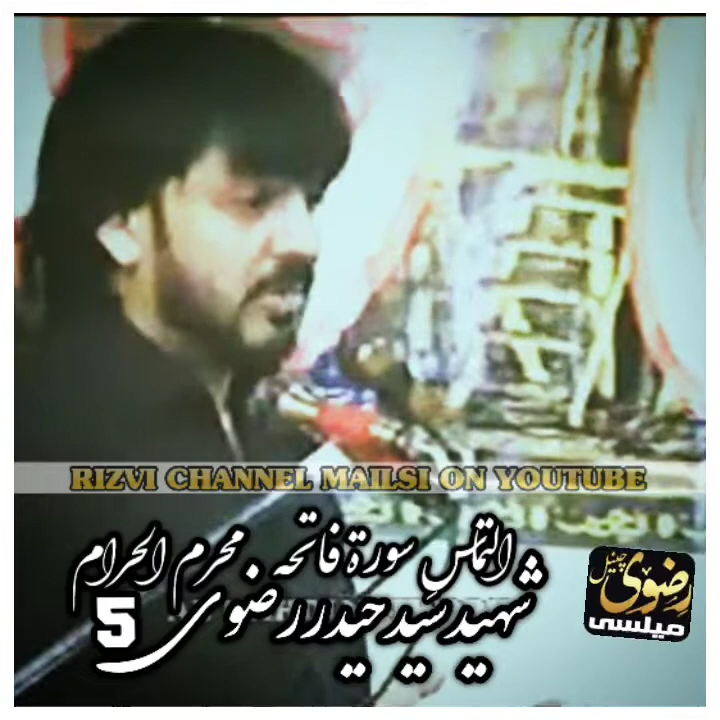 RIZVI CHANNEL MAILSI ON YOUTUBE
التماسِ سورۃ فاتحہ محرم الحرام
شہید سید حیدر رضوی 5
رضوی چینل
میلسی